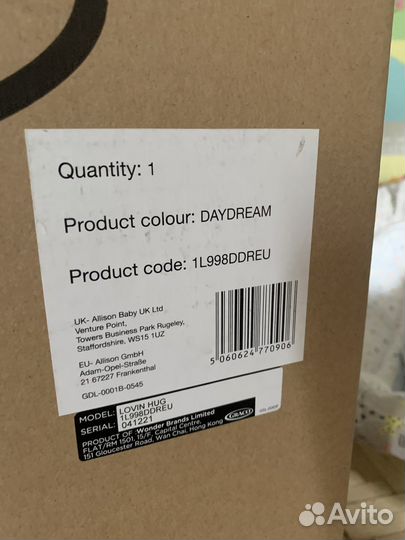 Quantity: 1
Product colour: DAYDREAM
Product code: 1L998DDREU
UK- Allison Baby UK Ltd
Venture Point,
Towers Business Park Rugeley,
Staffordshire, WS15 1UZ
EU- Allison GmbH
Adam-Opel-Straße
21 67227 Frankenthal
GDL-0001B-0545
5 060624 770906
MODEL: LOVIN HUG
1L998DDREU
SERIAL: 041221
PRODUCT OF :Wonder Brands Limited
FLAT/RM 1501, 15/F, Capital Centre,
151 Gloucester Road, Wan Chai, Hong Kong
GRACO
Avito